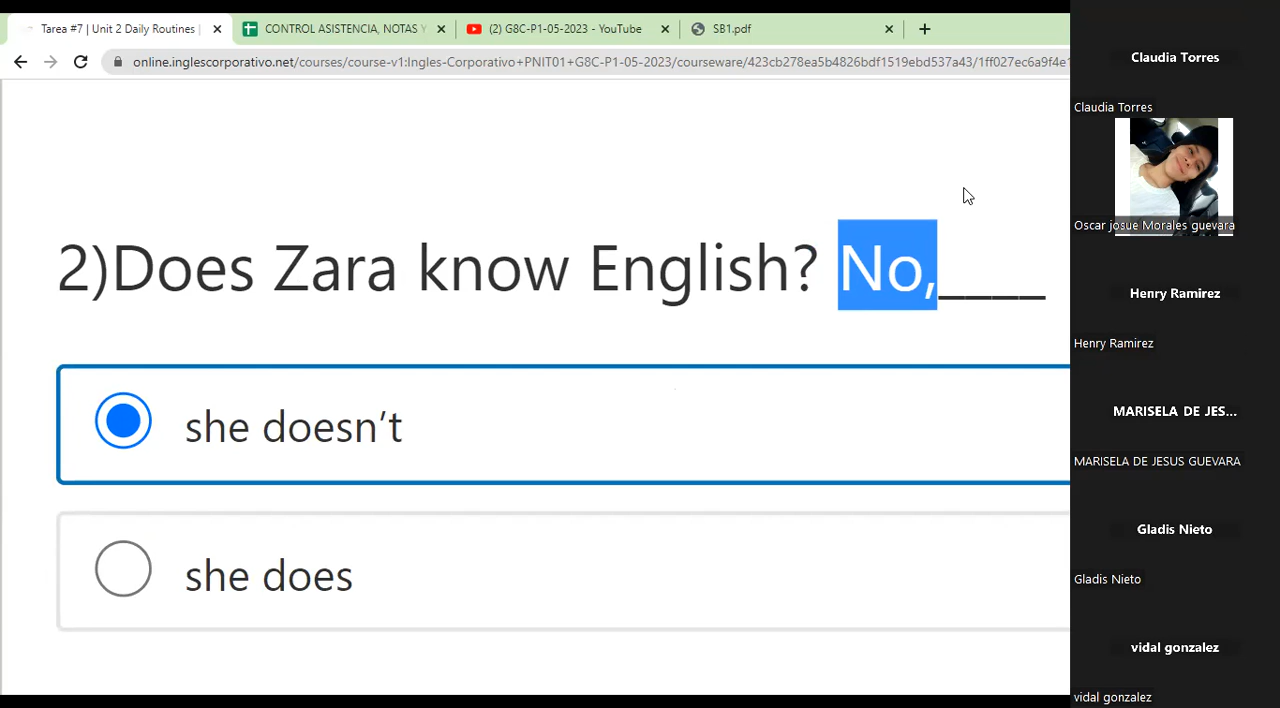 Tarea #7 | Unit 2 Daily Routines |
CONTROL ASISTENCIA, NOTAS Y
(2) G8C-P1-05-2023 - YouTube
SB1.pdf
online.inglescorporativo.net/courses/course-v1:Ingles-Corporativo+PNIT01+G8C-P1-05-2023/courseware/423cb278ea5b4826bdf1519ebd537a43/1ff027ec6a9f4e1
2)Does Zara know English? No,____
she doesn't
she does
Claudia Torres
Claudia Torres
Oscar josue Morales guevara
Henry Ramirez
Henry Ramirez
MARISELA DE JES...
MARISELA DE JESUS GUEVARA
Gladis Nieto
Gladis Nieto
vidal gonzalez
vidal gonzalez